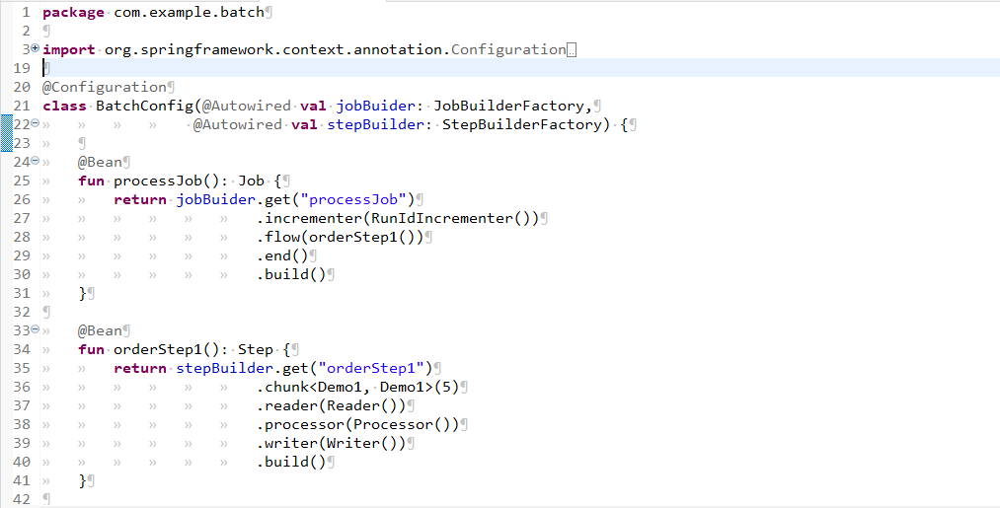 1 package com.example.batch
2
3 import org.springframework.context.annotation.Configuration
19
20 @Configuration
21 class BatchConfig(@Autowired val jobBuider: JobBuilderFactory,
22 @Autowired val stepBuilder: StepBuilderFactory) {
23
24 @Bean
25 fun processJob(): Job {
26 return jobBuider.get("processJob")
27 .incrementer(RunIdIncrementer())
28 .flow(orderStep1())
29 .end()
30 .build()
31 }
32
33 @Bean
34 fun orderStep1(): Step {
35 return stepBuilder.get("orderStep1")
36 .chunk<Demo1, Demo1>(5)
37 .reader(Reader())
38 .processor(Processor())
39 .writer(Writer())
40 .build()
41 }
42